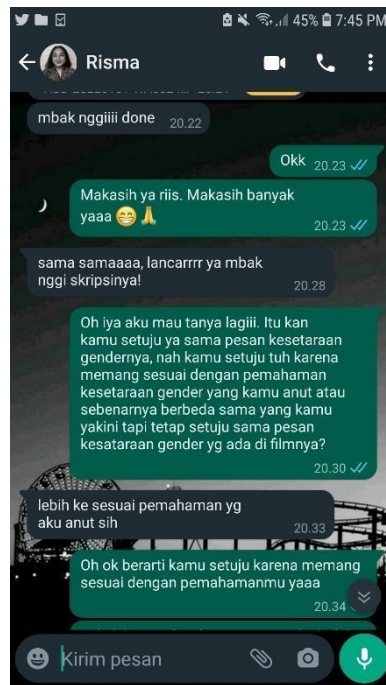 45% 7:45 PM
Risma
mbak nggiiii done 20.22
Okk 20.23
Makasih ya riis. Makasih banyak
yaaa 20.23
sama samaaaa, lancarrrr ya mbak
nggi skripsinya! 20.28
Oh iya aku mau tanya lagiii. Itu kan
kamu setuju ya sama pesan kesetaraan
gendernya, nah kamu setuju tuh karena
memang sesuai dengan pemahaman
kesetaraan gender yang kamu anut atau
sebenarnya berbeda sama yang kamu
yakini tapi tetap setuju sama pesan
kesataraan gender yg ada di filmnya?
20.30
lebih ke sesuai pemahaman yg
aku anut sih 20.33
Oh ok berarti kamu setuju karena memang
sesuai dengan pemahamanmu yaaa
20.34
Kirim pesan